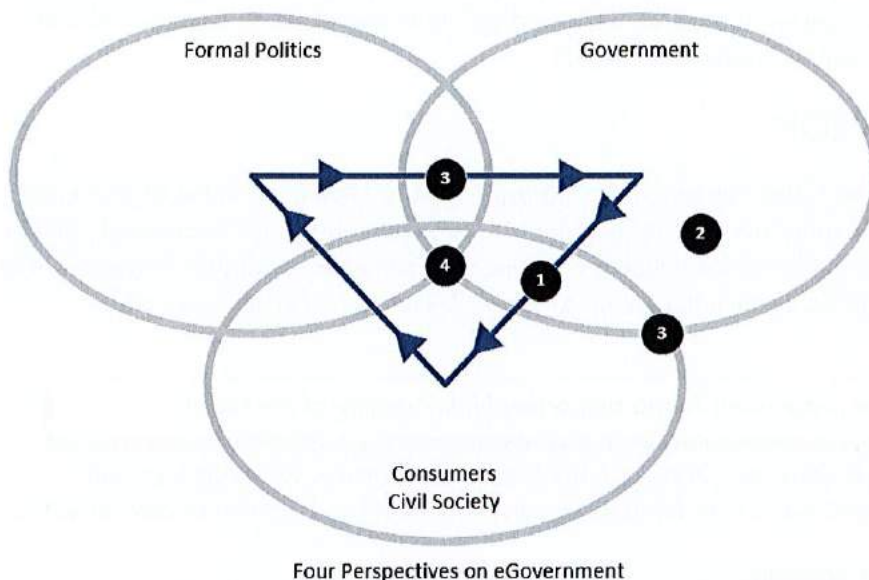 Formal Politics
Government
3
2
4
1
3
Consumers
Civil Society
Four Perspectives on eGovernment